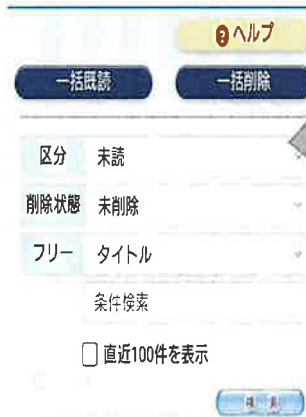 ? ヘルプ
一括既読 一括削除
区分 未読
削除状態 未削除
フリー タイトル
条件検索
直近100件を表示
検索